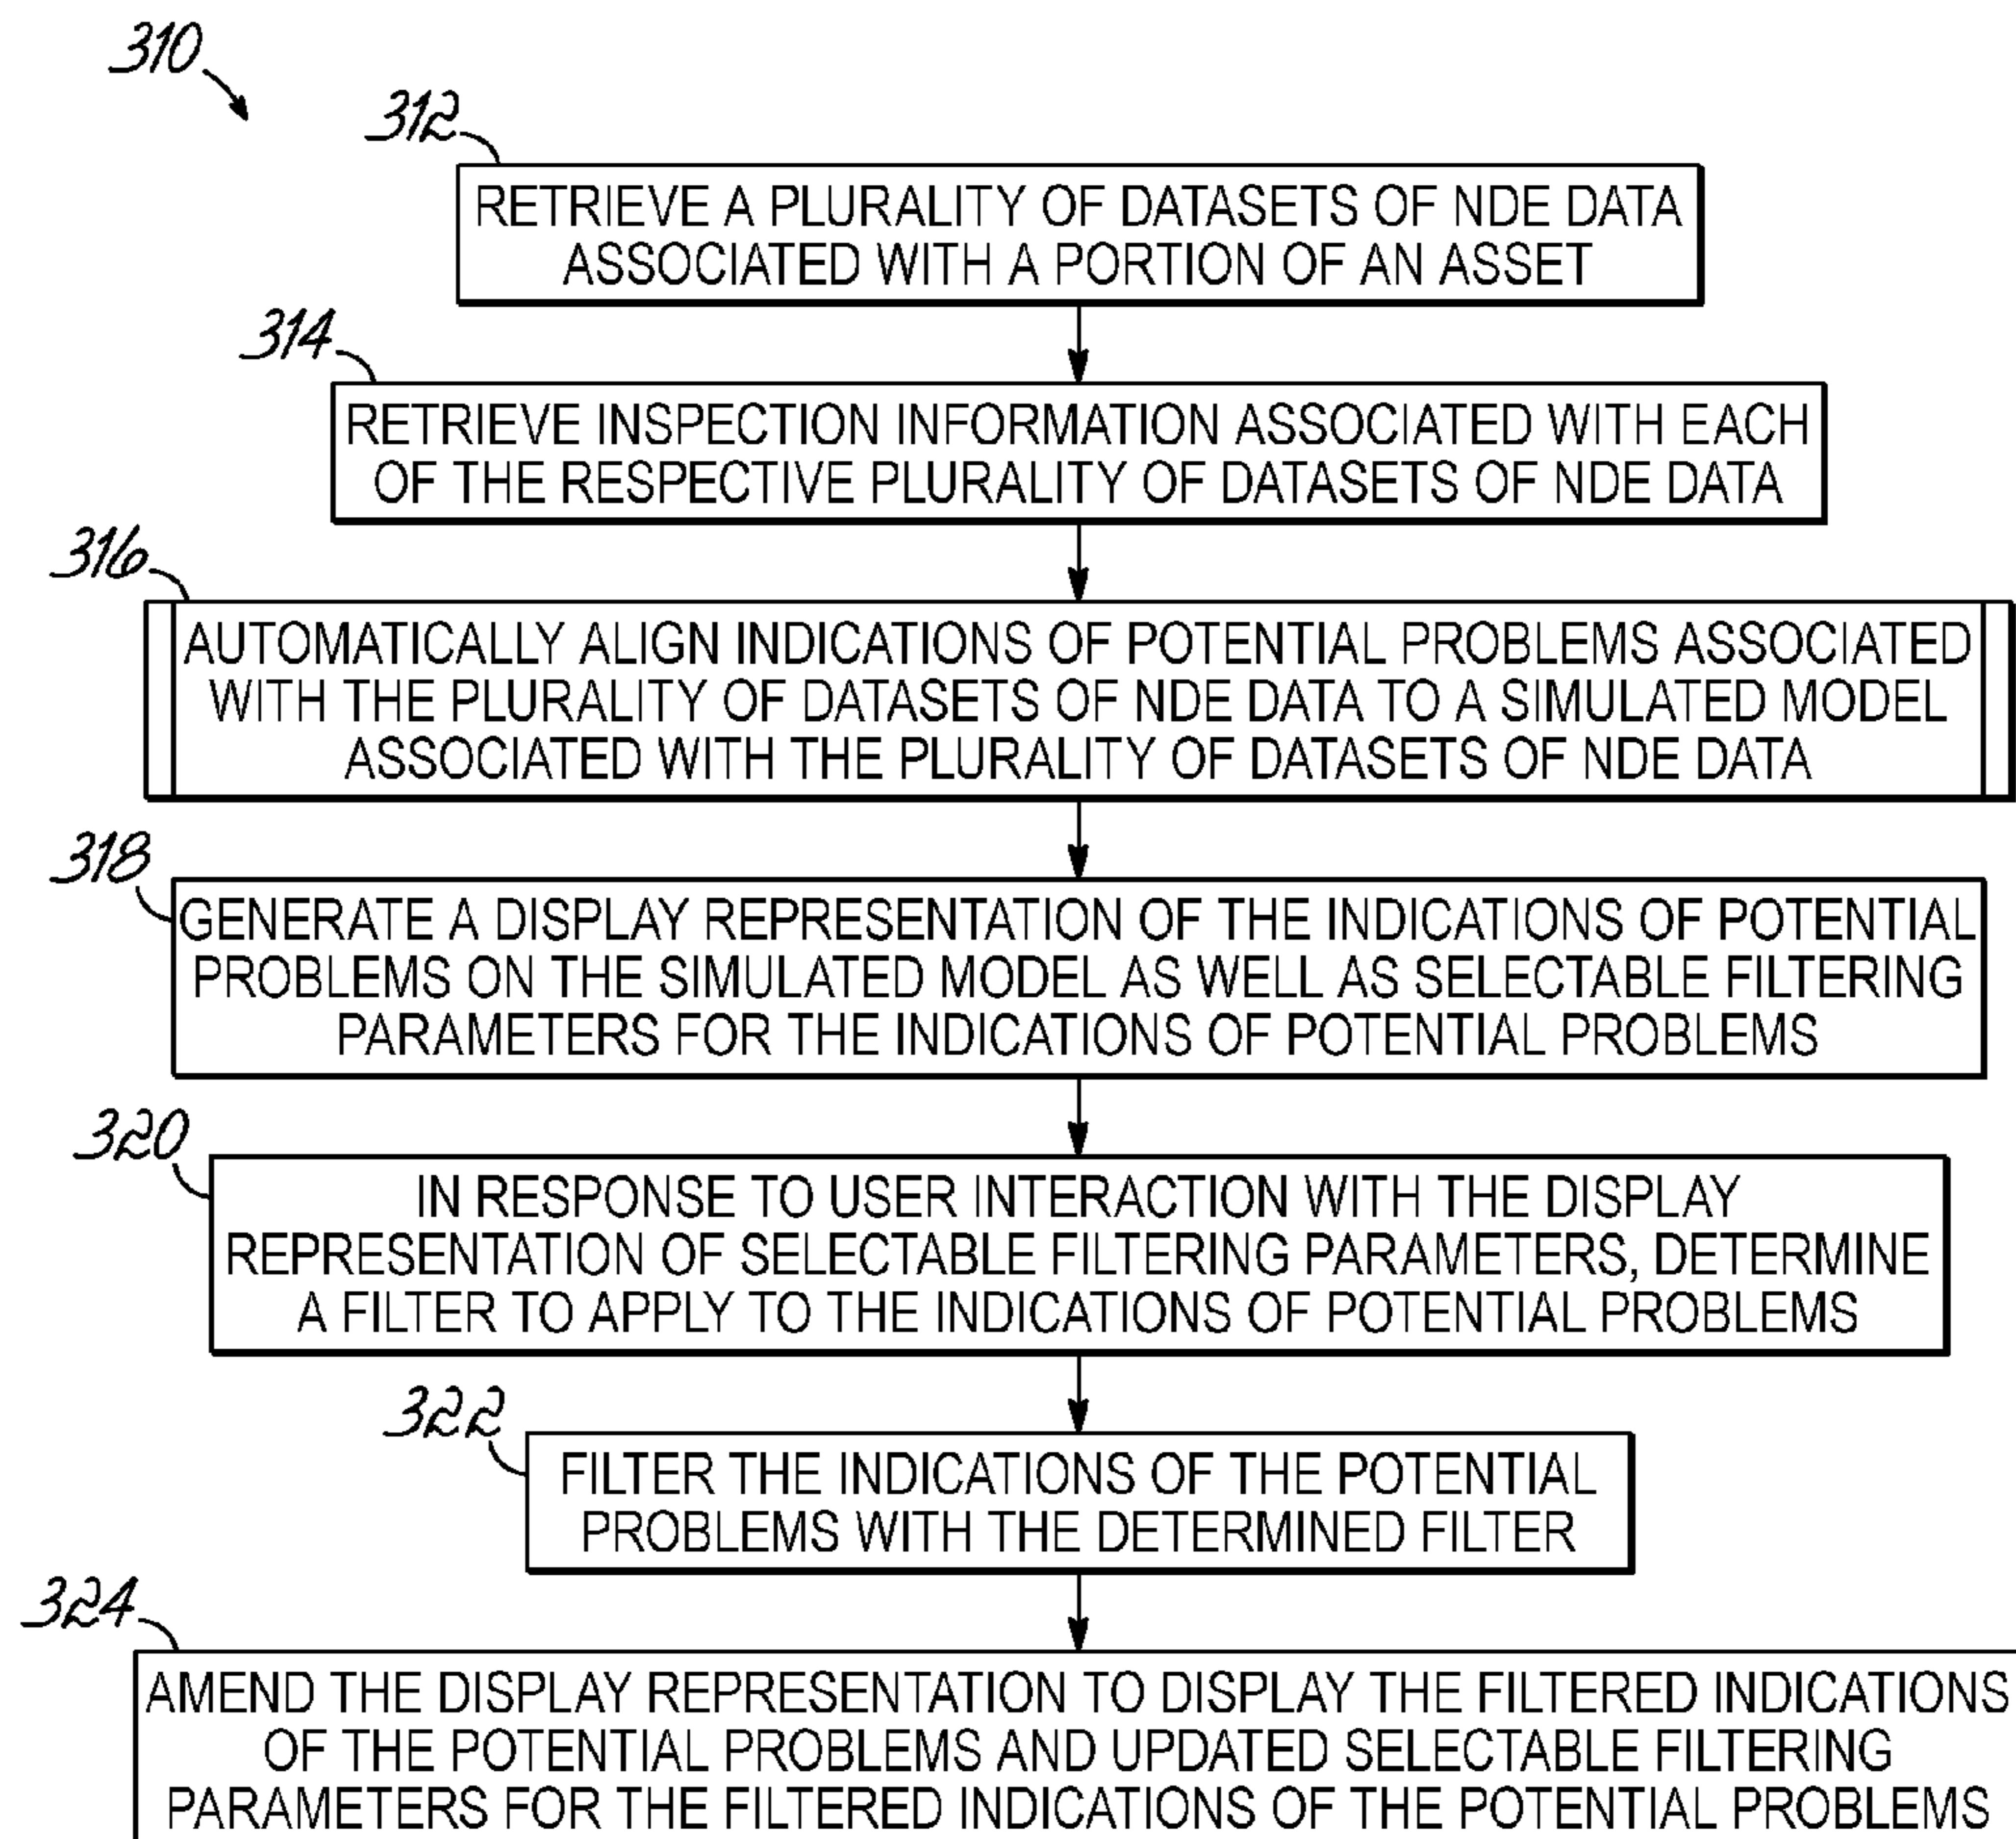 310
312
RETRIEVE A PLURALITY OF DATASETS OF NDE DATA
ASSOCIATED WITH A PORTION OF AN ASSET
314
RETRIEVE INSPECTION INFORMATION ASSOCIATED WITH EACH
OF THE RESPECTIVE PLURALITY OF DATASETS OF NDE DATA
316
AUTOMATICALLY ALIGN INDICATIONS OF POTENTIAL PROBLEMS ASSOCIATED
WITH THE PLURALITY OF DATASETS OF NDE DATA TO A SIMULATED MODEL
ASSOCIATED WITH THE PLURALITY OF DATASETS OF NDE DATA
318
GENERATE A DISPLAY REPRESENTATION OF THE INDICATIONS OF POTENTIAL
PROBLEMS ON THE SIMULATED MODEL AS WELL AS SELECTABLE FILTERING
PARAMETERS FOR THE INDICATIONS OF POTENTIAL PROBLEMS
320
IN RESPONSE TO USER INTERACTION WITH THE DISPLAY
REPRESENTATION OF SELECTABLE FILTERING PARAMETERS, DETERMINE
A FILTER TO APPLY TO THE INDICATIONS OF POTENTIAL PROBLEMS
322
FILTER THE INDICATIONS OF THE POTENTIAL
PROBLEMS WITH THE DETERMINED FILTER
324
AMEND THE DISPLAY REPRESENTATION TO DISPLAY THE FILTERED INDICATIONS
OF THE POTENTIAL PROBLEMS AND UPDATED SELECTABLE FILTERING
PARAMETERS FOR THE FILTERED INDICATIONS OF THE POTENTIAL PROBLEMS